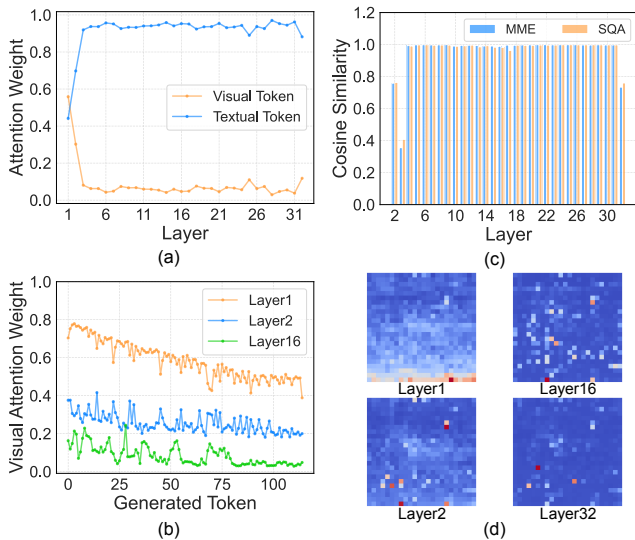 (a)
Attention Weight
1.0
0.8
0.6
0.4
0.2
0.0
Visual Token
Textual Token
1 6 11 16 21 26 31
Layer
(c)
Cosine Similarity
1.2
1.0
0.8
0.6
0.4
0.2
0.0
MME SQA
2 6 10 14 18 22 26 30
Layer
(b)
Visual Attention Weight
1.0
0.8
0.6
0.4
0.2
0.0
Layer1
Layer2
Layer16
0 25 50 75 100
Generated Token
Layer1
Layer16
Layer2
Layer32
(d)